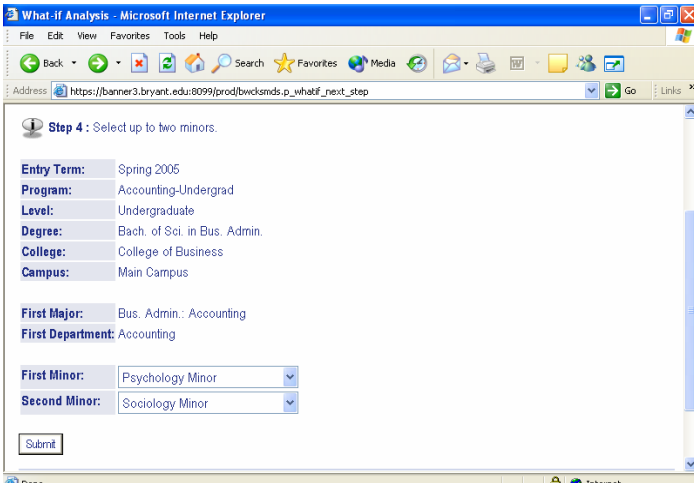 What-if Analysis - Microsoft Internet Explorer
File Edit View Favorites Tools Help
Back Search Favorites Media
Address https://banner3.bryant.edu:8099/prod/bwcksmds.p_whatif_next_step Go Links »
Step 4 : Select up to two minors.
Entry Term: Spring 2005
Program: Accounting-Undergrad
Level: Undergraduate
Degree: Bach. of Sci. in Bus. Admin.
College: College of Business
Campus: Main Campus
First Major: Bus. Admin.: Accounting
First Department: Accounting
First Minor: Psychology Minor
Second Minor: Sociology Minor
Submit
Done Internet